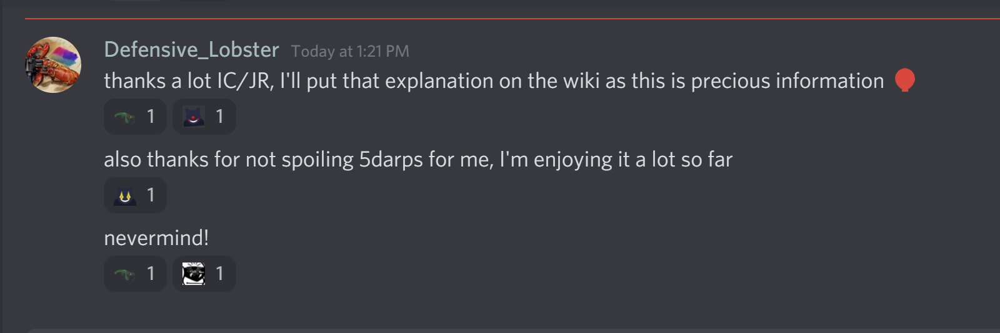 Defensive_Lobster Today at 1:21 PM
thanks a lot IC/JR, I'll put that explanation on the wiki as this is precious information
1 1
also thanks for not spoiling 5darps for me, I'm enjoying it a lot so far
1
nevermind!
1 1